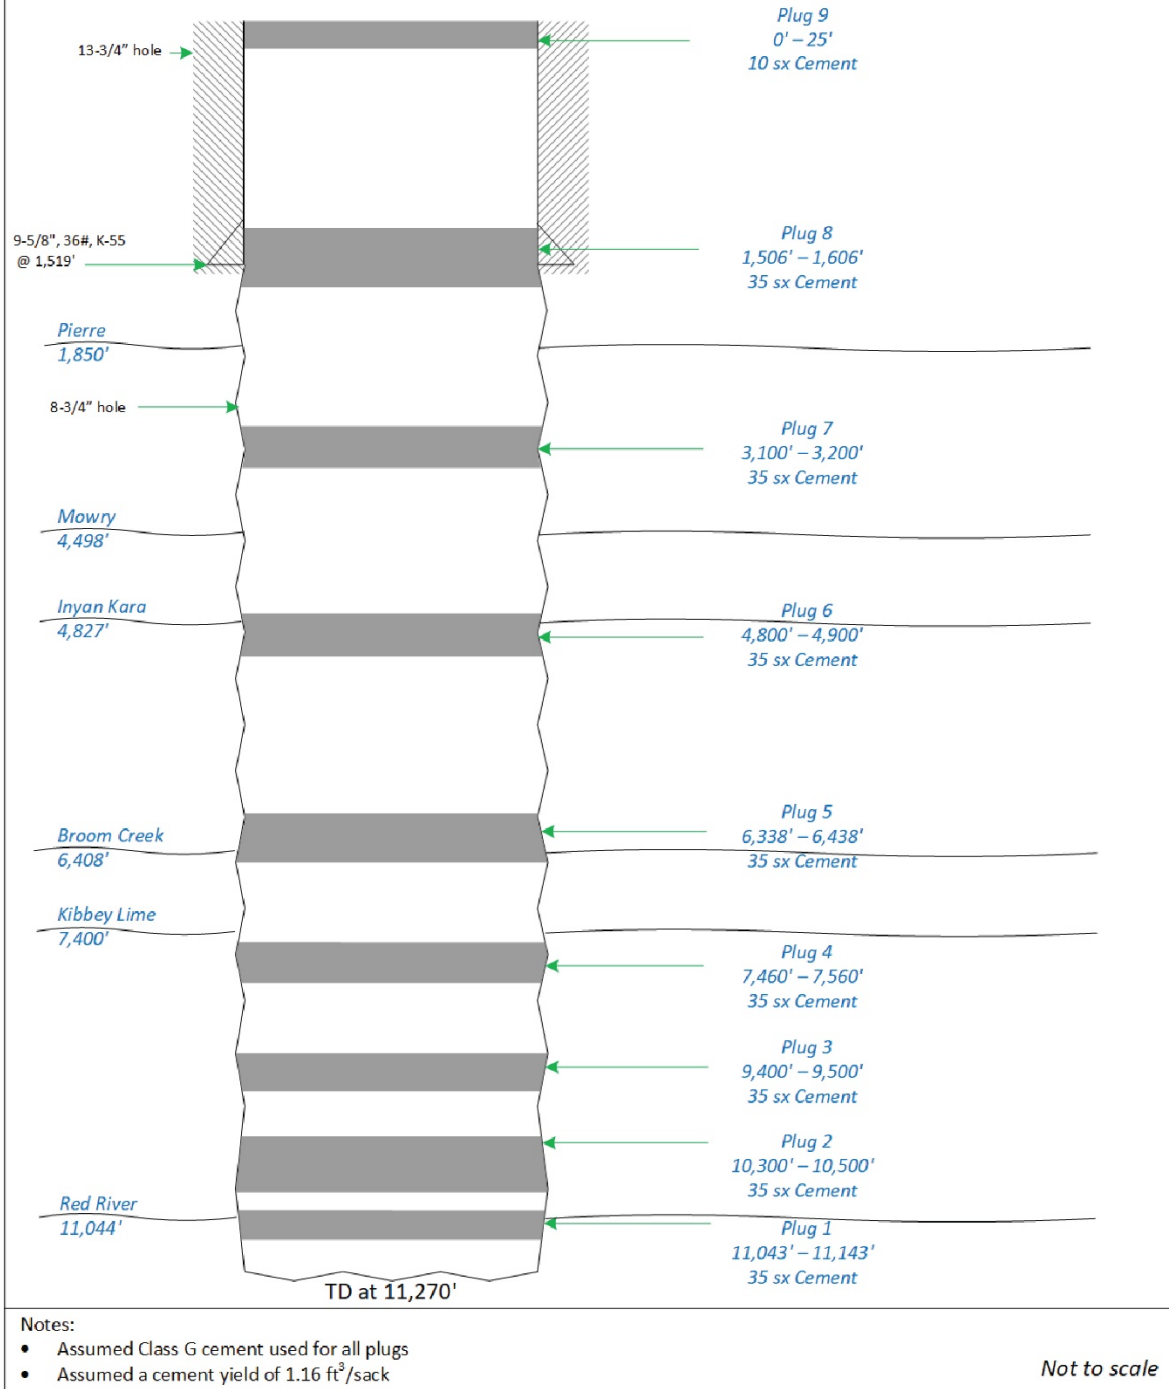 Plug 9
0' – 25'
10 sx Cement
13-3/4" hole
Plug 8
1,506' – 1,606'
35 sx Cement
9-5/8", 36#, K-55
@ 1,519'
Pierre
1,850'
8-3/4" hole
Plug 7
3,100' – 3,200'
35 sx Cement
Mowry
4,498'
Inyan Kara
4,827'
Plug 6
4,800' – 4,900'
35 sx Cement
Plug 5
6,338' – 6,438'
35 sx Cement
Broom Creek
6,408'
Kibbey Lime
7,400'
Plug 4
7,460' – 7,560'
35 sx Cement
Plug 3
9,400' – 9,500'
35 sx Cement
Plug 2
10,300' – 10,500'
35 sx Cement
Red River
11,044'
Plug 1
11,043' – 11,143'
35 sx Cement
TD at 11,270'
Notes:
• Assumed Class G cement used for all plugs
• Assumed a cement yield of 1.16 ft³/sack
Not to scale